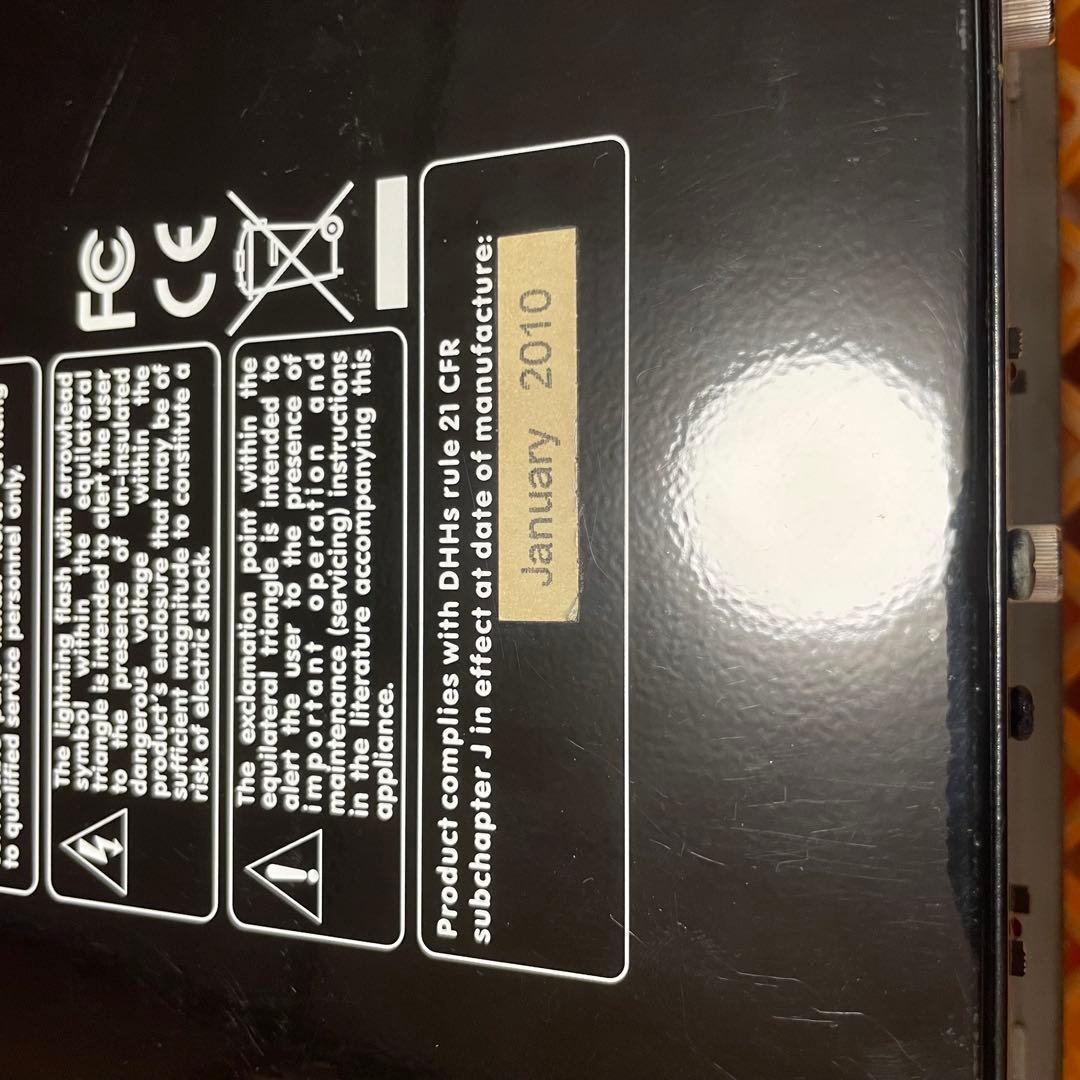 to qualified service personnel only.
The lightning flash with arrowhead
symbol within the equilateral
triangle is intended to alert the user
to the presence of un-insulated
dangerous voltage within the
product's enclosure that may be of
sufficient magnitude to constitute a
risk of electric shock.
FC
CE
The exclamation point within the
equilateral triangle is intended to
alert the user to the presence of
important operation and
maintenance (servicing) instructions
in the literature accompanying this
appliance.
Product complies with DHHs rule 21 CFR
subchapter J in effect at date of manufacture:
January 2010